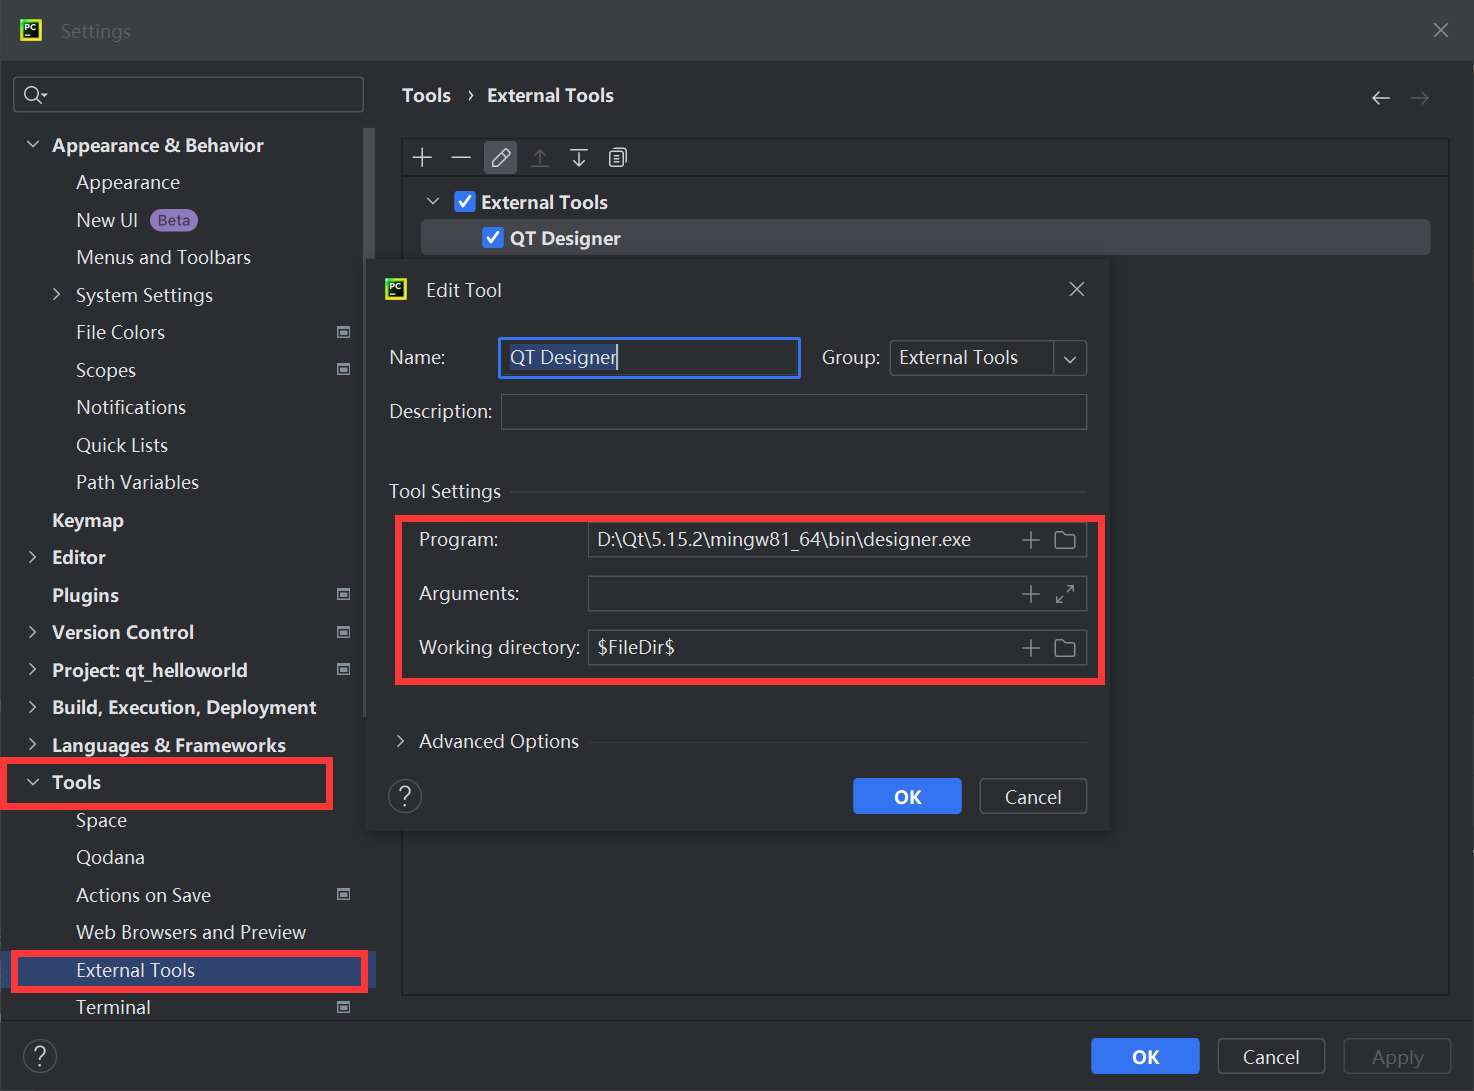 Settings
Tools › External Tools
Appearance & Behavior
Appearance
New UI Beta
Menus and Toolbars
System Settings
File Colors
Scopes
Notifications
Quick Lists
Path Variables
Keymap
Editor
Plugins
Version Control
Project: qt_helloworld
Build, Execution, Deployment
Languages & Frameworks
Tools
Space
Qodana
Actions on Save
Web Browsers and Preview
External Tools
Terminal
External Tools
QT Designer
PC
Edit Tool
Name: QT Designer Group: External Tools
Description:
Tool Settings
Program: D:\Qt\5.15.2\mingw81_64\bin\designer.exe
Arguments:
Working directory: $FileDir$
Advanced Options
? OK Cancel
? OK Cancel Apply